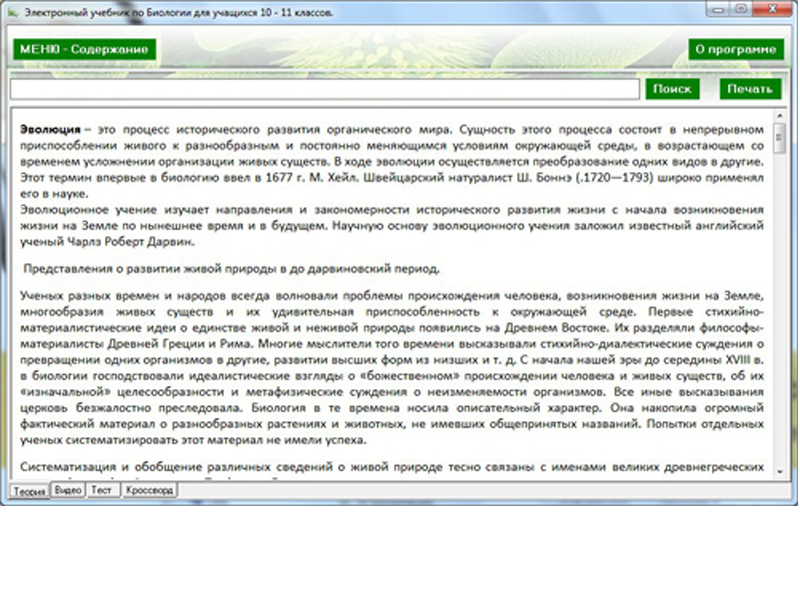 Электронный учебник по Биологии для учащихся 10 - 11 классов.
МЕНЮ - Содержание
О программе
Поиск
Печать
Эволюция – это процесс исторического развития органического мира. Сущность этого процесса состоит в непрерывном
приспособлении живого к разнообразным и постоянно меняющимся условиям окружающей среды, в возрастающем со
временем усложнении организации живых существ. В ходе эволюции осуществляется преобразование одних видов в другие.
Этот термин впервые в биологию ввел в 1677 г. М. Хейл. Швейцарский натуралист Ш. Боннэ (.1720—1793) широко применял
его в науке.
Эволюционное учение изучает направления и закономерности исторического развития жизни с начала возникновения
жизни на Земле по нынешнее время и в будущем. Научную основу эволюционного учения заложил известный английский
ученый Чарлз Роберт Дарвин.
Представления о развитии живой природы в до дарвиновский период.
Ученых разных времен и народов всегда волновали проблемы происхождения человека, возникновения жизни на Земле,
многообразия живых существ и их удивительная приспособленность к окружающей среде. Первые стихийно-
материалистические идеи о единстве живой и неживой природы появились на Древнем Востоке. Их разделяли философы-
материалисты Древней Греции и Рима. Многие мыслители того времени высказывали стихийно-диалектические суждения о
превращении одних организмов в другие, развитии высших форм из низших и т. д. С начала нашей эры до середины XVIII в.
в биологии господствовали идеалистические взгляды о «божественном» происхождении человека и живых существ, об их
«изначальной» целесообразности и метафизические суждения о неизменяемости организмов. Все иные высказывания
церковь безжалостно преследовала. Биология в те времена носила описательный характер. Она накопила огромный
фактический материал о разнообразных растениях и животных, не имевших общепринятых названий. Попытки отдельных
ученых систематизировать этот материал не имели успеха.
Систематизация и обобщение различных сведений о живой природе тесно связаны с именами великих древнегреческих
Теория Видео Тест Кроссворд